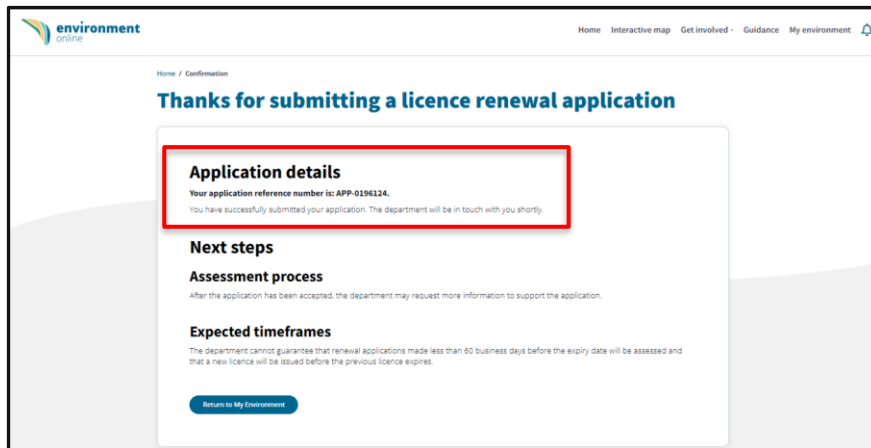 environment
online
Home Interactive map Get involved - Guidance My environment
Home / Confirmation
Thanks for submitting a licence renewal application
Application details
Your application reference number is: APP-0196124.
You have successfully submitted your application. The department will be in touch with you shortly.
Next steps
Assessment process
After the application has been accepted, the department may request more information to support the application.
Expected timeframes
The department cannot guarantee that renewal applications made less than 60 business days before the expiry date will be assessed and
that a new licence will be issued before the previous licence expires.
Return to My Environment